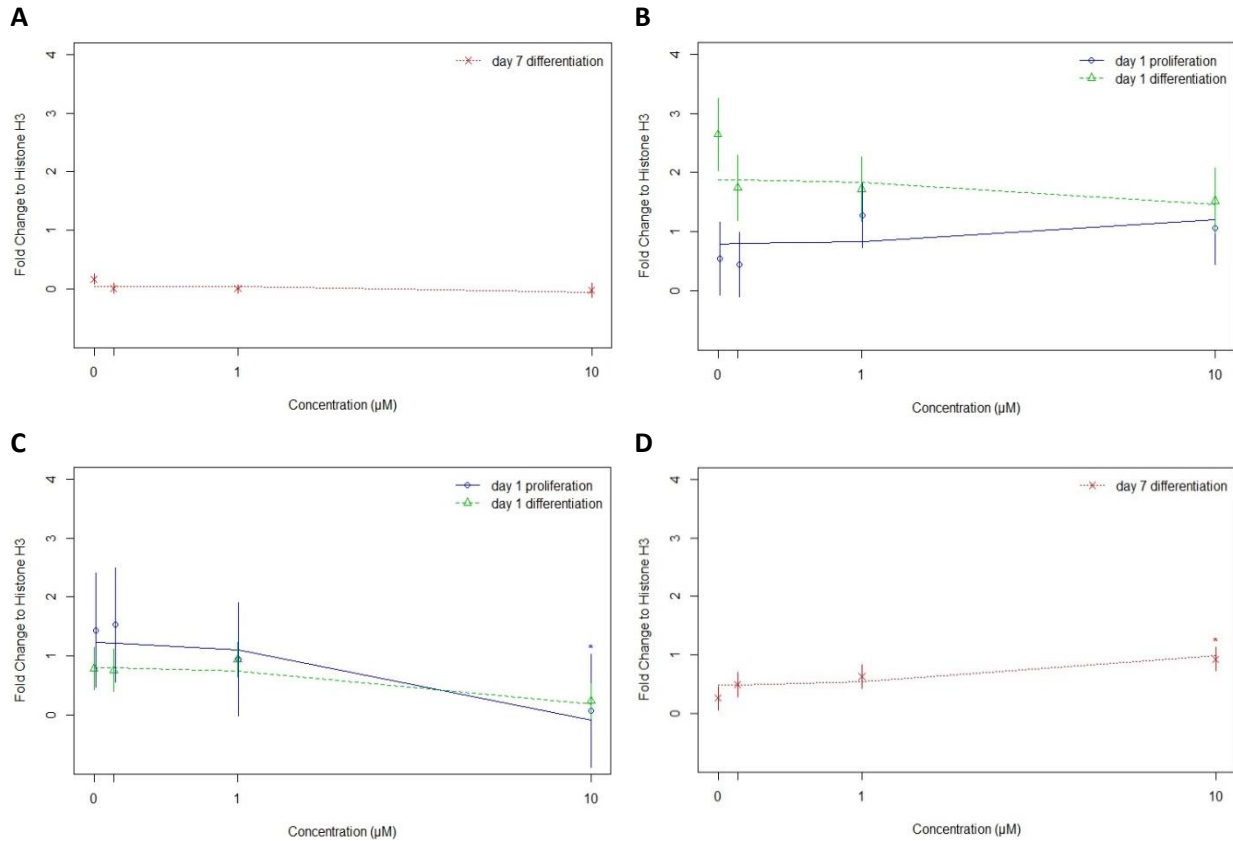 A
day 7 differentiation
Fold Change to Histone H3
4
3
2
1
0
0 1 10
Concentration (µM)
B
day 1 proliferation
day 1 differentiation
Fold Change to Histone H3
4
3
2
1
0
0 1 10
Concentration (µM)
C
day 1 proliferation
day 1 differentiation
Fold Change to Histone H3
4
3
2
1
0
*
0 1 10
Concentration (µM)
D
day 7 differentiation
Fold Change to Histone H3
4
3
2
1
0
*
0 1 10
Concentration (µM)